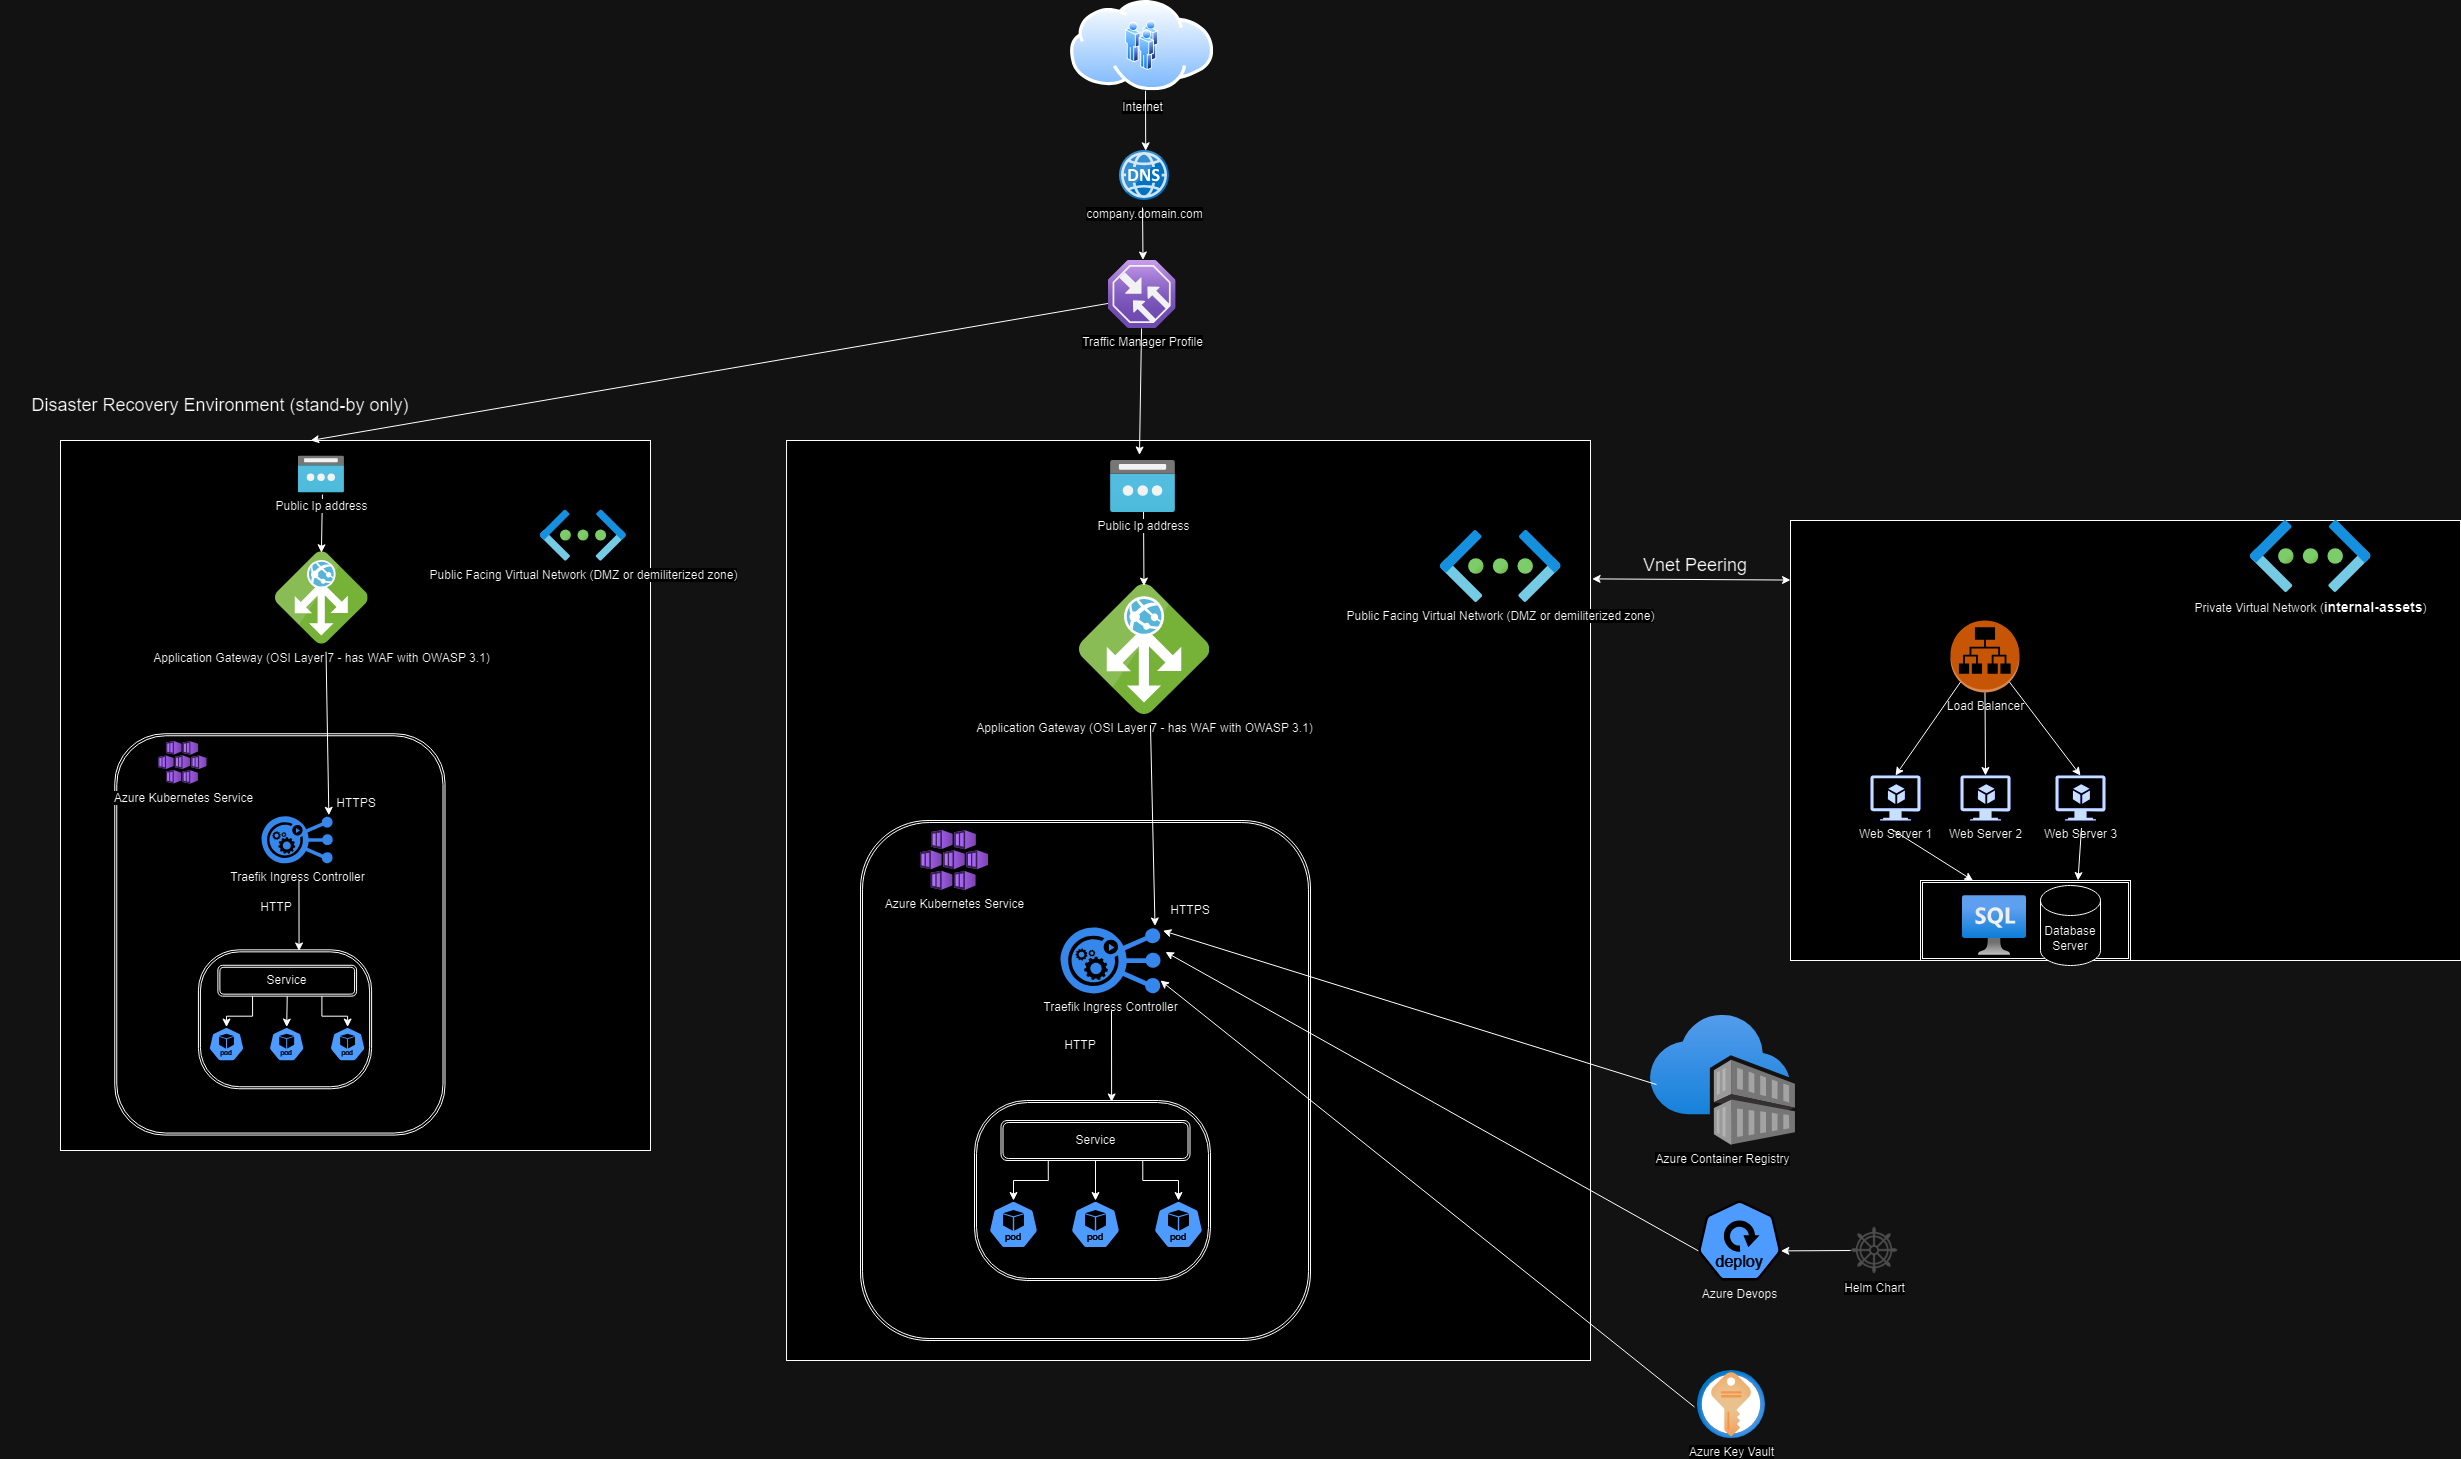 Internet
DNS
company.domain.com
Traffic Manager Profile
Disaster Recovery Environment (stand-by only)
Public Ip address
Public Facing Virtual Network (DMZ or demiliterized zone)
Application Gateway (OSI Layer 7 - has WAF with OWASP 3.1)
Azure Kubernetes Service
HTTPS
Traefik Ingress Controller
HTTP
Service
pod
pod
pod
Public Ip address
Public Facing Virtual Network (DMZ or demiliterized zone)
Application Gateway (OSI Layer 7 - has WAF with OWASP 3.1)
Azure Kubernetes Service
HTTPS
Traefik Ingress Controller
HTTP
Service
pod
pod
pod
Vnet Peering
Private Virtual Network (internal-assets)
Load Balancer
Web Server 1
Web Server 2
Web Server 3
SQL
Database
Server
Azure Container Registry
deploy
Azure Devops
Helm Chart
Azure Key Vault